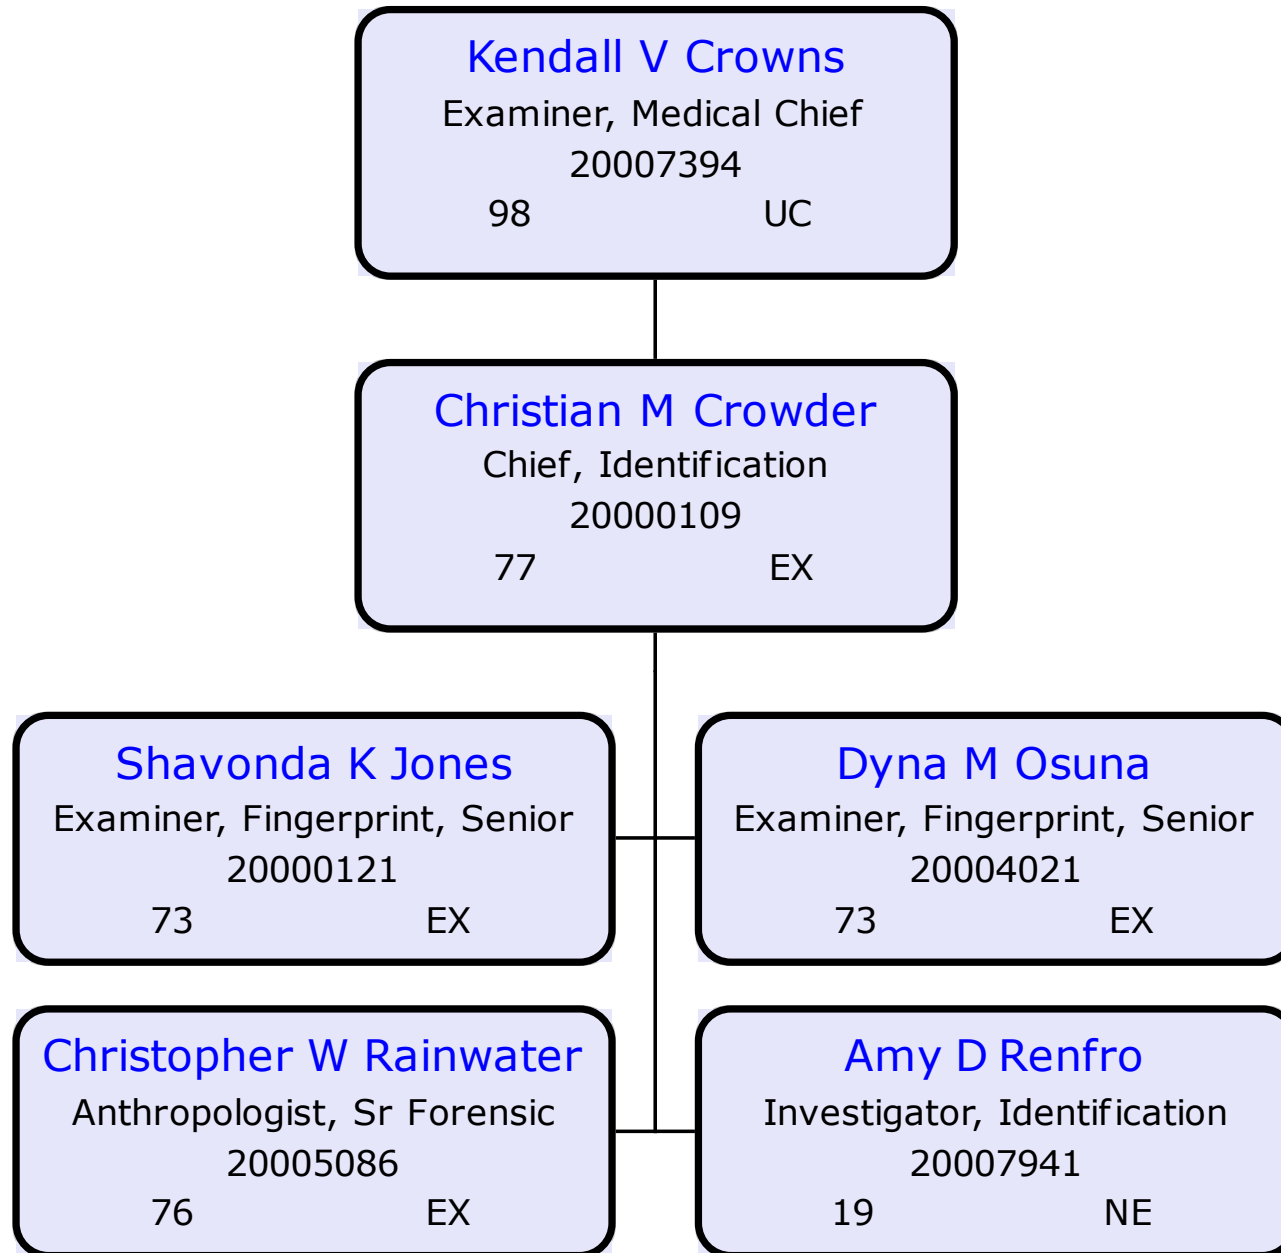 Kendall V Crowns
Examiner, Medical Chief
20007394
98 UC
Christian M Crowder
Chief, Identification
20000109
77 EX
Shavonda K Jones
Examiner, Fingerprint, Senior
20000121
73 EX
Dyna M Osuna
Examiner, Fingerprint, Senior
20004021
73 EX
Christopher W Rainwater
Anthropologist, Sr Forensic
20005086
76 EX
Amy D Renfro
Investigator, Identification
20007941
19 NE